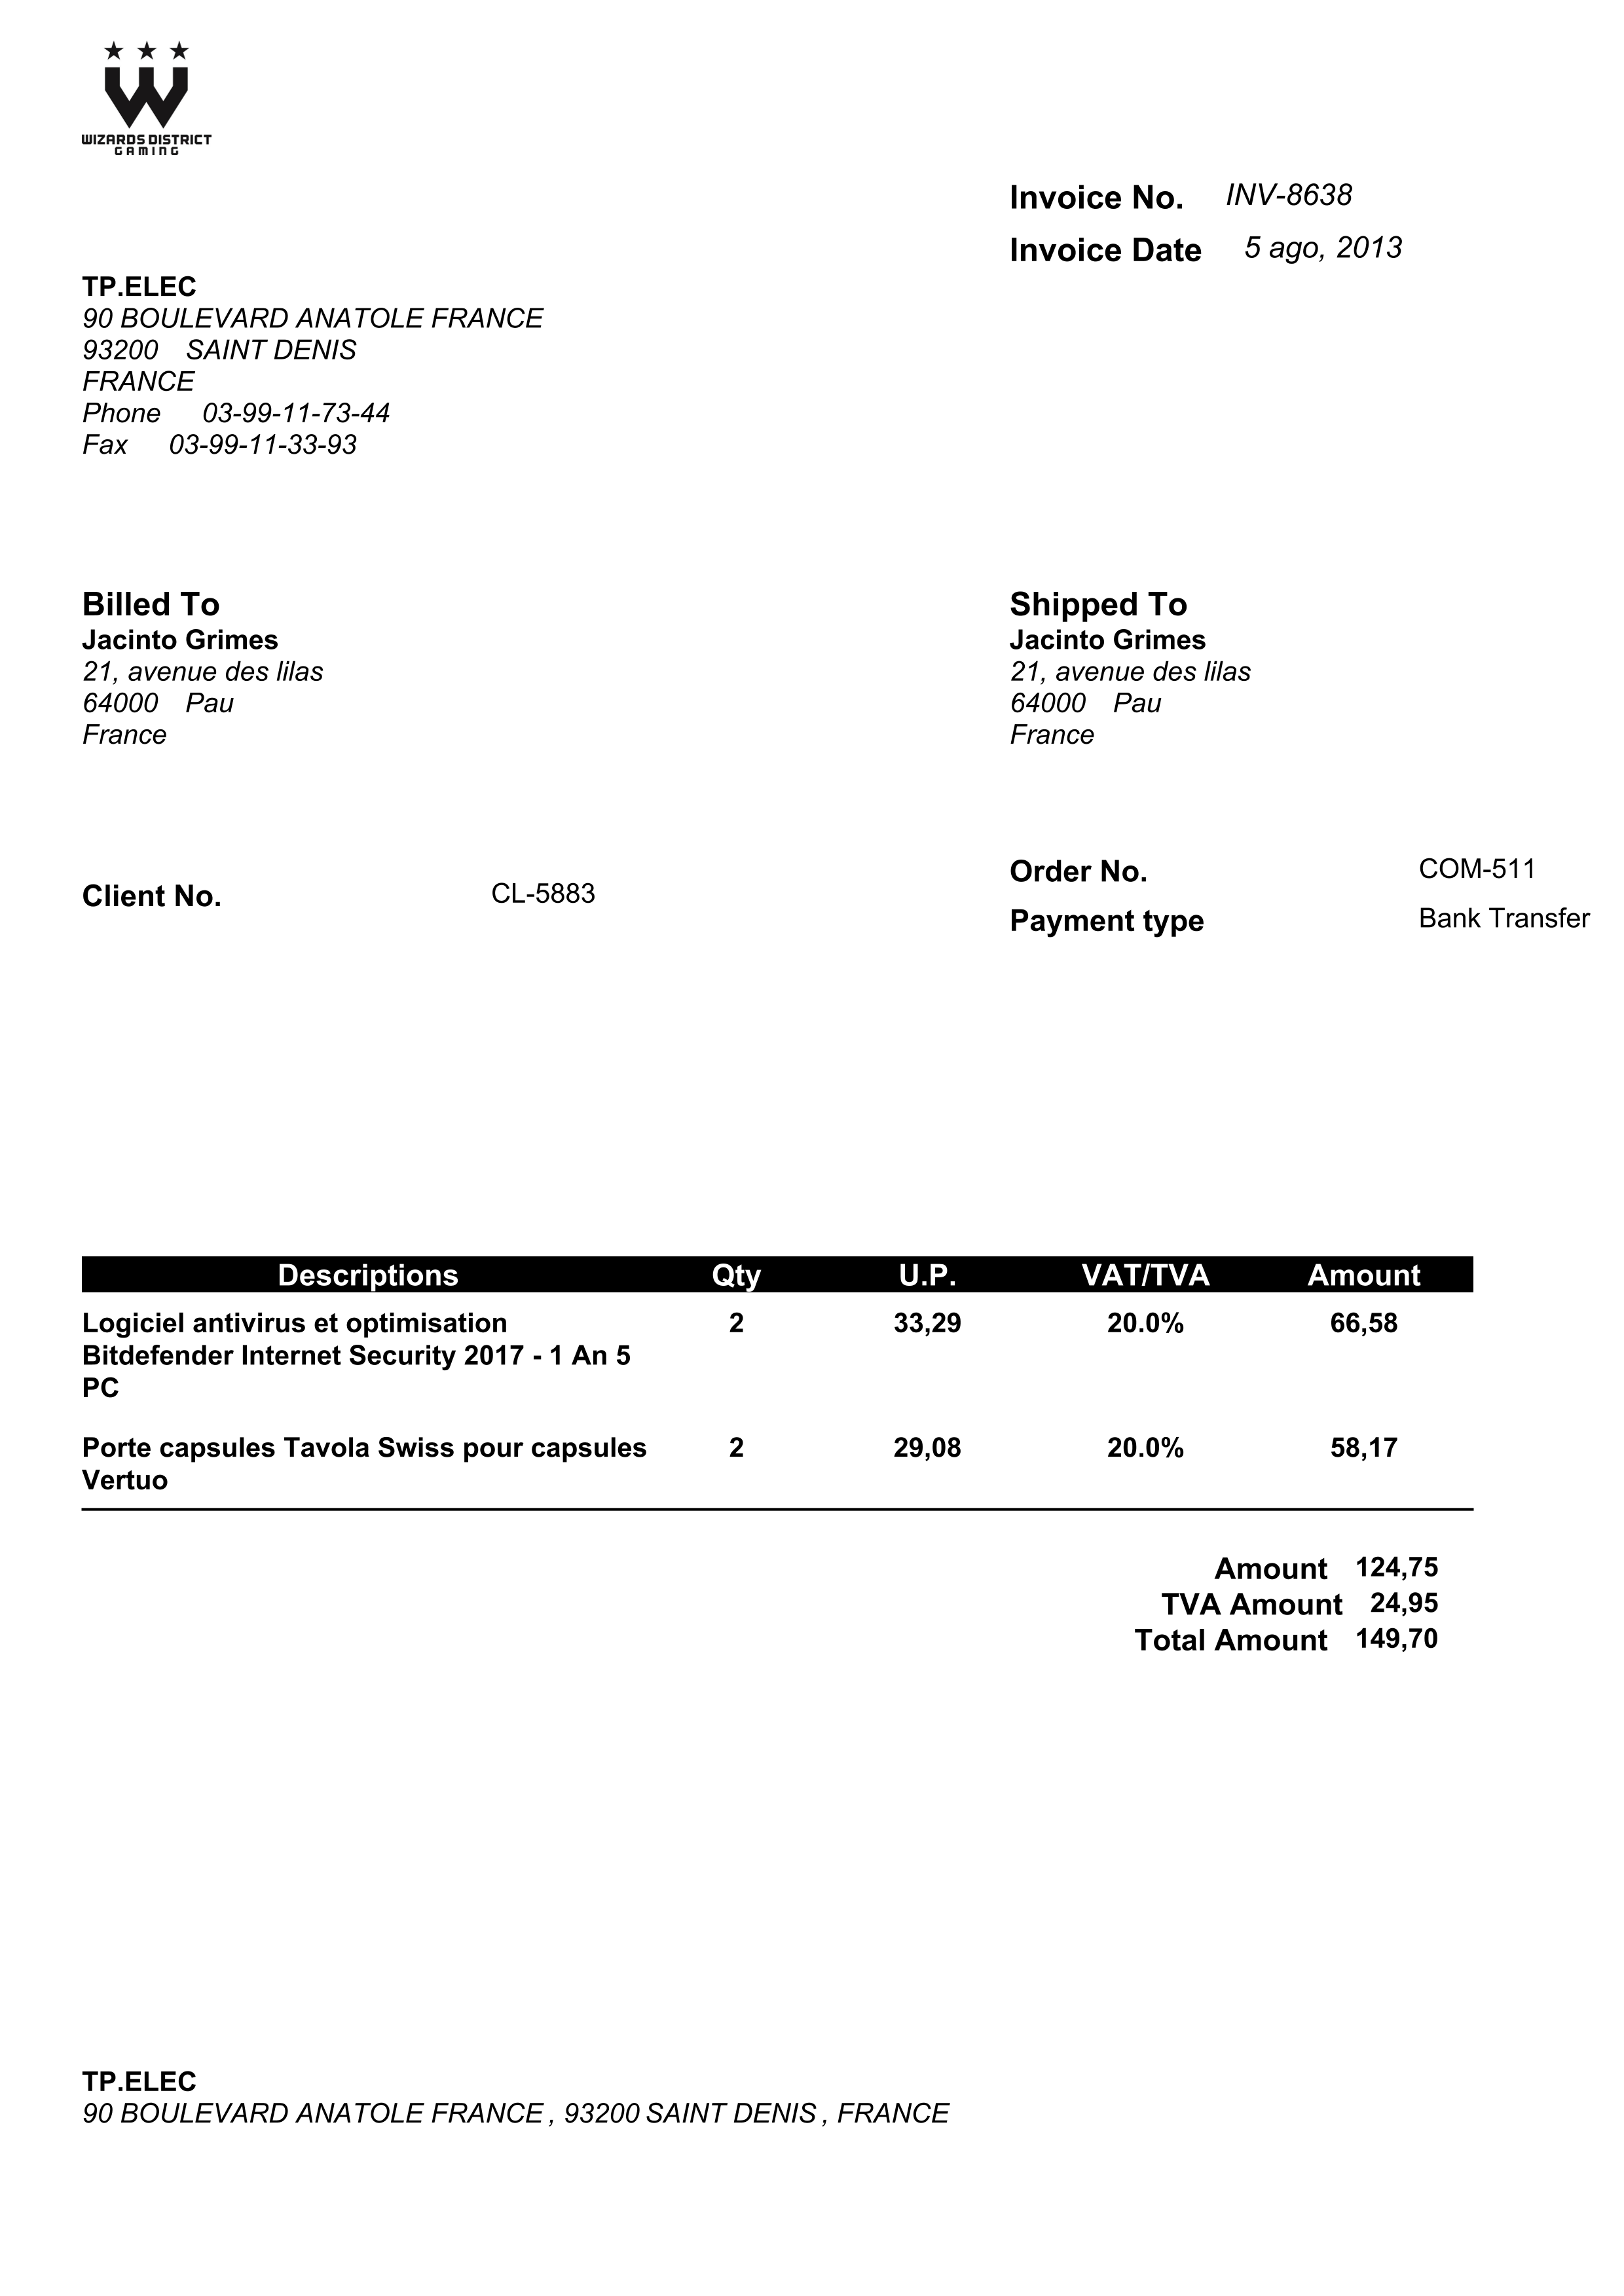 WIZARDS DISTRICT
GAMING
Invoice No. INV-8638
Invoice Date 5 ago, 2013
TP.ELEC
90 BOULEVARD ANATOLE FRANCE
93200 SAINT DENIS
FRANCE
Phone 03-99-11-73-44
Fax 03-99-11-33-93
Billed To
Jacinto Grimes
21, avenue des lilas
64000 Pau
France
Shipped To
Jacinto Grimes
21, avenue des lilas
64000 Pau
France
Client No. CL-5883
Order No. COM-511
Payment type Bank Transfer
Descriptions Qty U.P. VAT/TVA Amount
Logiciel antivirus et optimisation 2 33,29 20.0% 66,58
Bitdefender Internet Security 2017 - 1 An 5
PC
Porte capsules Tavola Swiss pour capsules 2 29,08 20.0% 58,17
Vertuo
Amount 124,75
TVA Amount 24,95
Total Amount 149,70
TP.ELEC
90 BOULEVARD ANATOLE FRANCE , 93200 SAINT DENIS , FRANCE